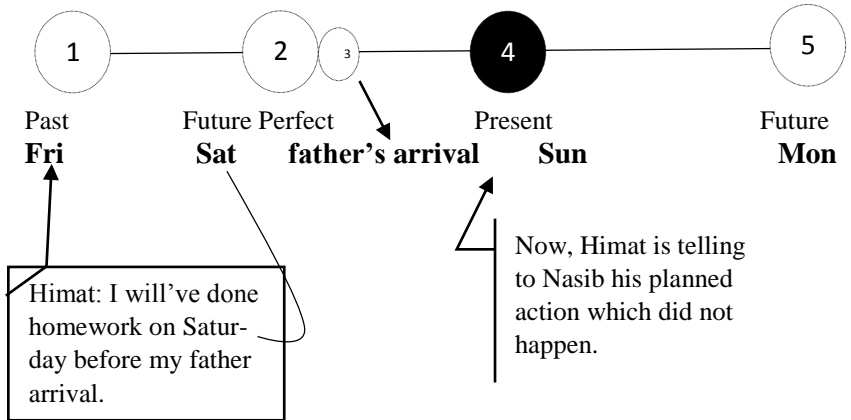 1 2 3 4 5
Past Future Perfect Present Future
Fri Sat father’s arrival Sun Mon
Himat: I will’ve done
homework on Satur-
day before my father
arrival.
Now, Himat is telling
to Nasib his planned
action which did not
happen.